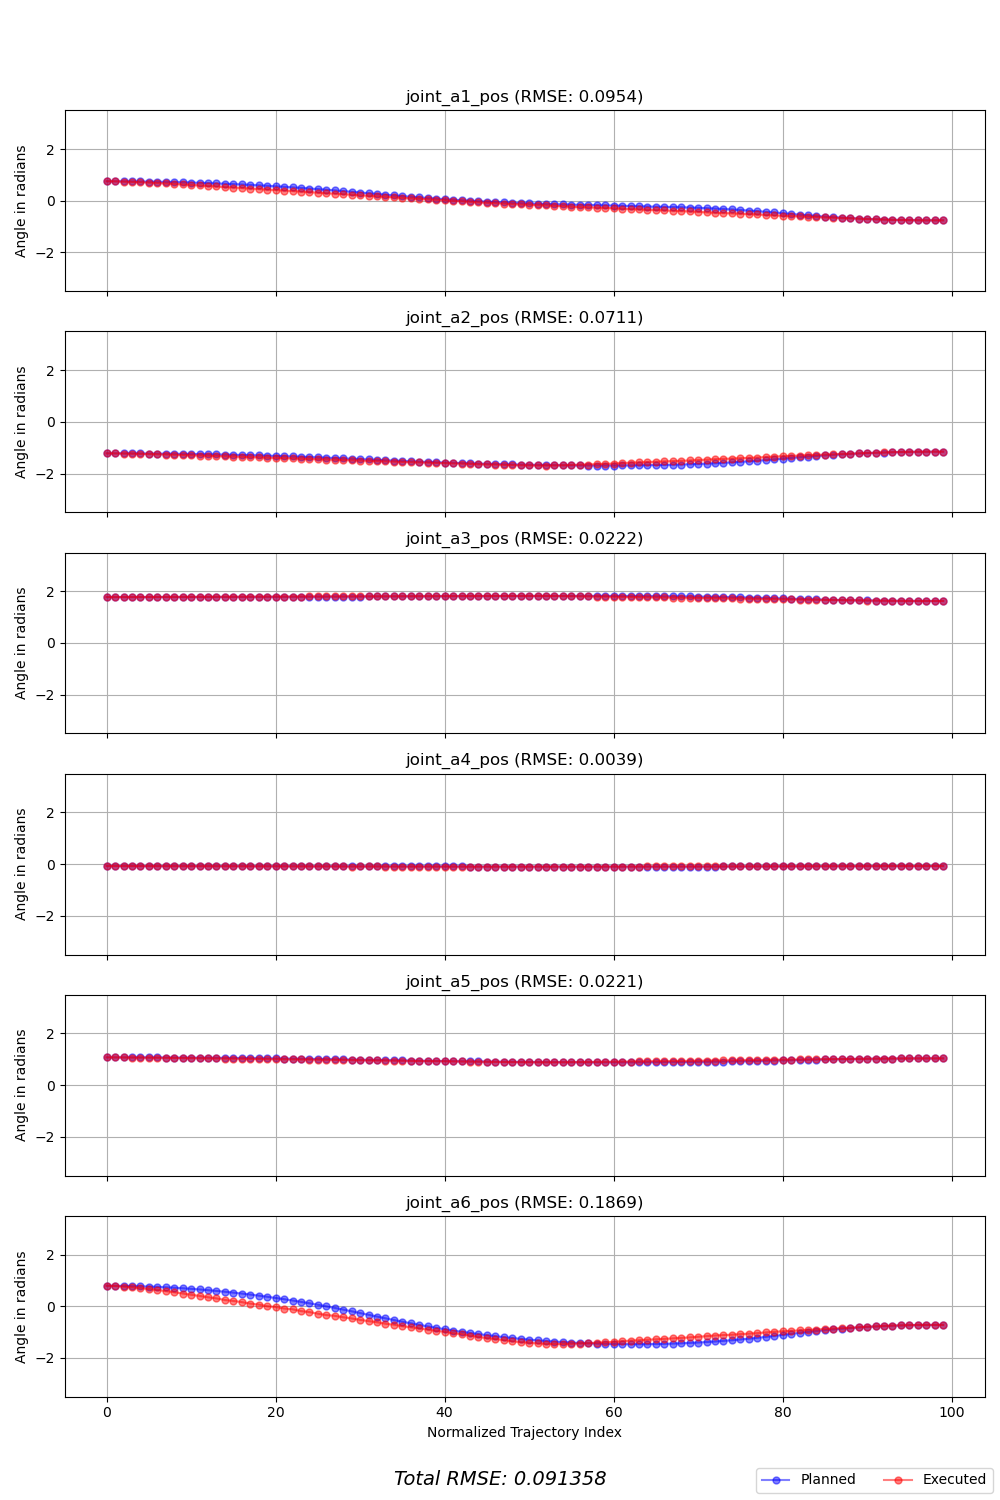 joint_a1_pos (RMSE: 0.0954)
Angle in radians
2
0
−2
joint_a2_pos (RMSE: 0.0711)
Angle in radians
2
0
−2
joint_a3_pos (RMSE: 0.0222)
Angle in radians
2
0
−2
joint_a4_pos (RMSE: 0.0039)
Angle in radians
2
0
−2
joint_a5_pos (RMSE: 0.0221)
Angle in radians
2
0
−2
joint_a6_pos (RMSE: 0.1869)
Angle in radians
2
0
−2
0 20 40 60 80 100
Normalized Trajectory Index
Total RMSE: 0.091358
Planned Executed